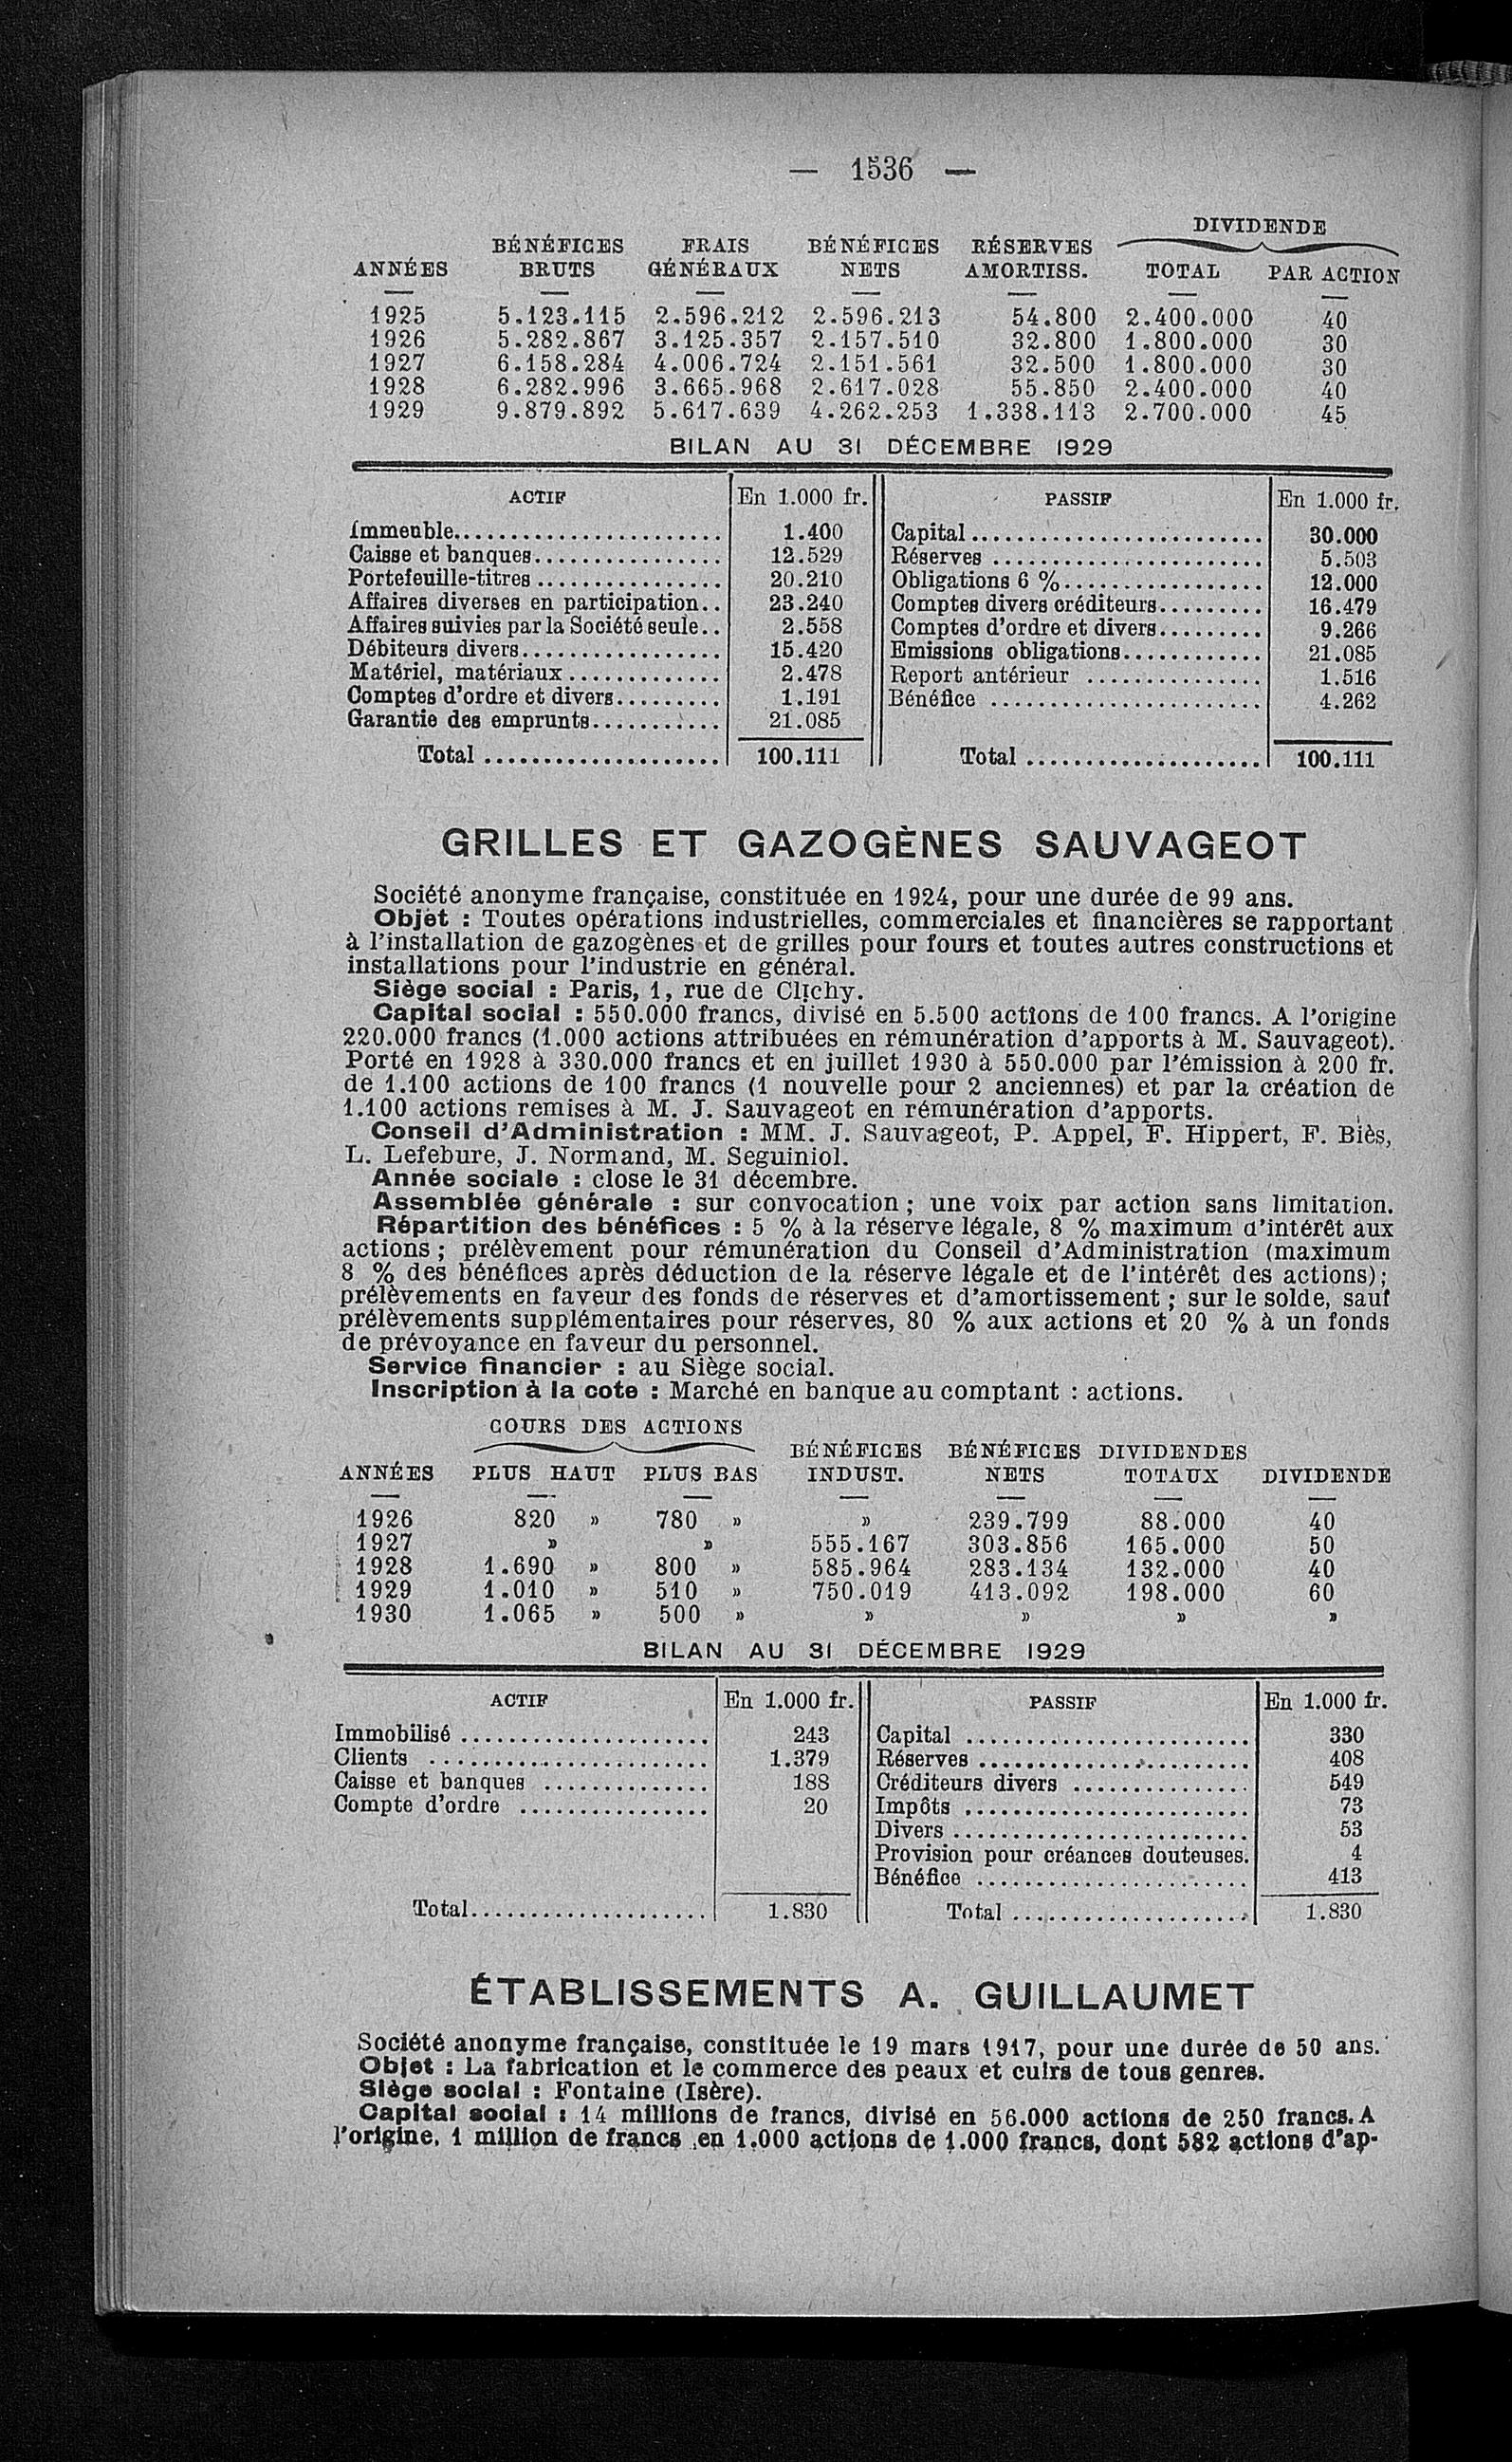 — 1536 —
DIVIDENDE
BÉNÉFICES FRAIS BÉNÉFICES RÉSERVES
ANNÉES BRUTS GÉNÉRAUX NETS AMORTISS. TOTAL PAR ACTION
1925 5.123.115 2.596.212 2.596.213 54.800 2.400.000 40
1926 5.282.867 3.125.357 2.157.510 32.800 1.800.000 30
1927 6.158.284 4.006.724 2.151.561 32.500 1.800.000 30
1928 6.282.996 3.665.968 2.617.028 55.850 2.400.000 40
1929 9.879.892 5.617.639 4.262.253 1.338.113 2.700.000 45
BILAN AU 31 DÉCEMBRE 1929
ACTIF En 1.000 fr. PASSIF En 1.000 fr.
Immeuble........................ 1.400 Capital.......................... 30.000
Caisse et banques................. 12.529 Réserves ........................ 5.503
Portefeuille-titres ................ 20.210 Obligations 6 %.................. 12.000
Affaires diverses en participation.. 23.240 Comptes divers créditeurs......... 16.479
Affaires suivies par la Société seule.. 2.558 Comptes d'ordre et divers......... 9.266
Débiteurs divers.................. 15.420 Emissions obligations............. 21.085
Matériel, matériaux............. 2.478 Report antérieur ............... 1.516
Comptes d'ordre et divers......... 1.191 Bénéfice ........................ 4.262
Garantie des emprunts............ 21.085
Total .................... 100.111 Total .................... 100.111
GRILLES ET GAZOGÈNES SAUVAGEOT
Société anonyme française, constituée en 1924, pour une durée de 99 ans.
Objet : Toutes opérations industrielles, commerciales et financières se rapportant
à l'installation de gazogènes et de grilles pour fours et toutes autres constructions et
installations pour l'industrie en général.
Siège social : Paris, 1, rue de Clichy.
Capital social : 550.000 francs, divisé en 5.500 actions de 100 francs. A l'origine
220.000 francs (1.000 actions attribuées en rémunération d'apports à M. Sauvageot).
Porté en 1928 à 330.000 francs et en juillet 1930 à 550.000 par l'émission à 200 fr.
de 1.100 actions de 100 francs (1 nouvelle pour 2 anciennes) et par la création de
1.100 actions remises à M. J. Sauvageot en rémunération d'apports.
Conseil d'Administration : MM. J. Sauvageot, P. Appel, F. Hippert, F. Biès,
L. Lefebure, J. Normand, M. Seguiniol.
Année sociale : close le 31 décembre.
Assemblée générale : sur convocation ; une voix par action sans limitation.
Répartition des bénéfices : 5 % à la réserve légale, 8 % maximum d'intérêt aux
actions ; prélèvement pour rémunération du Conseil d'Administration (maximum
8 % des bénéfices après déduction de la réserve légale et de l'intérêt des actions) ;
prélèvements en faveur des fonds de réserves et d'amortissement ; sur le solde, sauf
prélèvements supplémentaires pour réserves, 80 % aux actions et 20 % à un fonds
de prévoyance en faveur du personnel.
Service financier : au Siège social.
Inscription à la cote : Marché en banque au comptant : actions.
COURS DES ACTIONS
BÉNÉFICES BÉNÉFICES DIVIDENDES
ANNÉES PLUS HAUT PLUS BAS INDUST. NETS TOTAUX DIVIDENDE
1926 820 » 780 » » 239.799 88.000 40
1927 » » 555.167 303.856 165.000 50
1928 1.690 » 800 » 585.964 283.134 132.000 40
1929 1.010 » 510 » 750.019 413.092 198.000 60
1930 1.065 » 500 » » » » »
BILAN AU 31 DÉCEMBRE 1929
ACTIF En 1.000 fr. PASSIF En 1.000 fr.
Immobilisé ..................... 243 Capital ........................ 330
Clients ........................ 1.379 Réserves ....................... 408
Caisse et banques .............. 188 Créditeurs divers ............... 549
Compte d'ordre ................ 20 Impôts ........................ 73
Divers ......................... 53
Provision pour créances douteuses. 4
Bénéfice ....................... 413
Total..................... 1.830 Total .................... 1.830
ÉTABLISSEMENTS A. GUILLAUMET
Société anonyme française, constituée le 19 mars 1917, pour une durée de 50 ans.
Objet : La fabrication et le commerce des peaux et cuirs de tous genres.
Siège social : Fontaine (Isère).
Capital social : 14 millions de francs, divisé en 56.000 actions de 250 francs. A
l'origine, 1 million de francs en 1.000 actions de 1.000 francs, dont 582 actions d'ap-